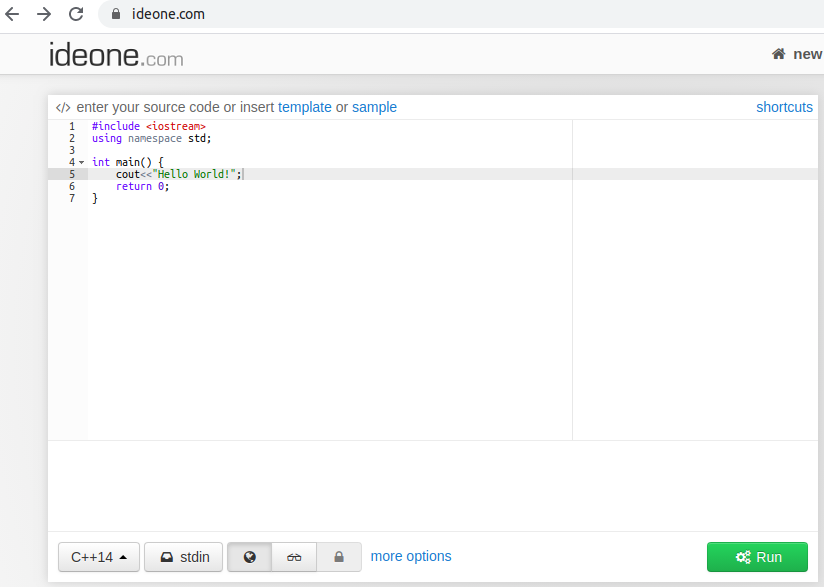 ideone.com
ideone.com
new
</> enter your source code or insert template or sample
shortcuts
1 #include <iostream>
2 using namespace std;
3
4 int main() {
5     cout<<"Hello World!";
6     return 0;
7 }
C++14
stdin
more options
Run